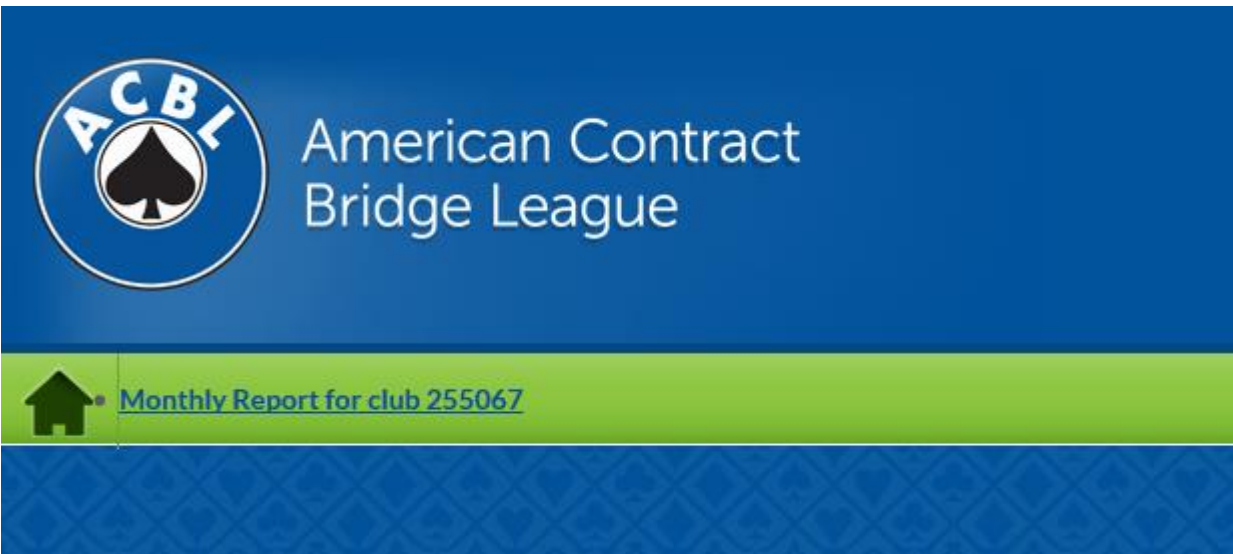 ACBL
American Contract
Bridge League
Monthly Report for club 255067